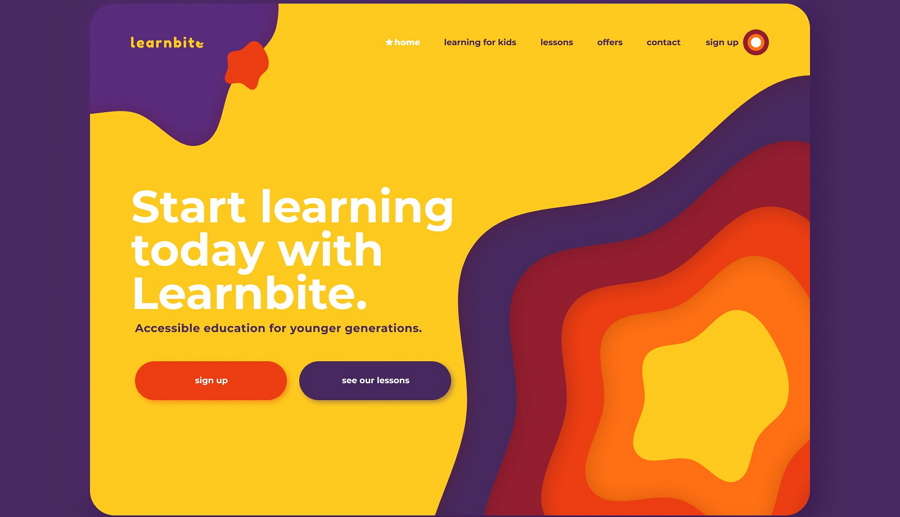 learnbite
home
learning for kids
lessons
offers
contact
sign up
Start learning
today with
Learnbite.
Accessible education for younger generations.
sign up
see our lessons